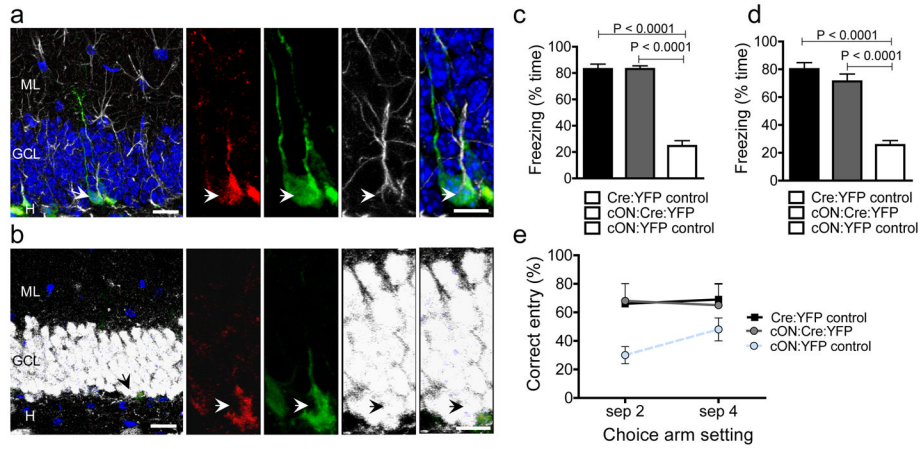 a
ML
GCL
H
b
ML
GCL
H
c
P < 0.0001
P < 0.0001
Freezing (% time)
100
80
60
40
20
0
Cre:YFP control
cON:Cre:YFP
cON:YFP control
d
P < 0.0001
P < 0.0001
Freezing (% time)
100
80
60
40
20
0
Cre:YFP control
cON:Cre:YFP
cON:YFP control
e
Correct entry (%)
100
80
60
40
20
0
sep 2 sep 4
Choice arm setting
Cre:YFP control
cON:Cre:YFP
cON:YFP control